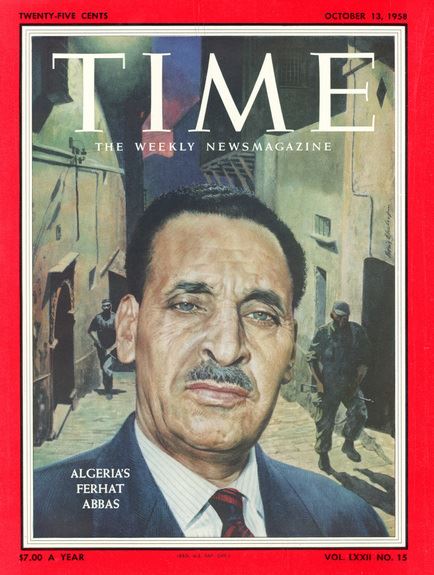 TWENTY-FIVE CENTS
OCTOBER 13, 1958
TIME
THE WEEKLY NEWSMAGAZINE
ALGERIA'S
FERHAT
ABBAS
$7.00 A YEAR
VOL. LXXII NO. 15